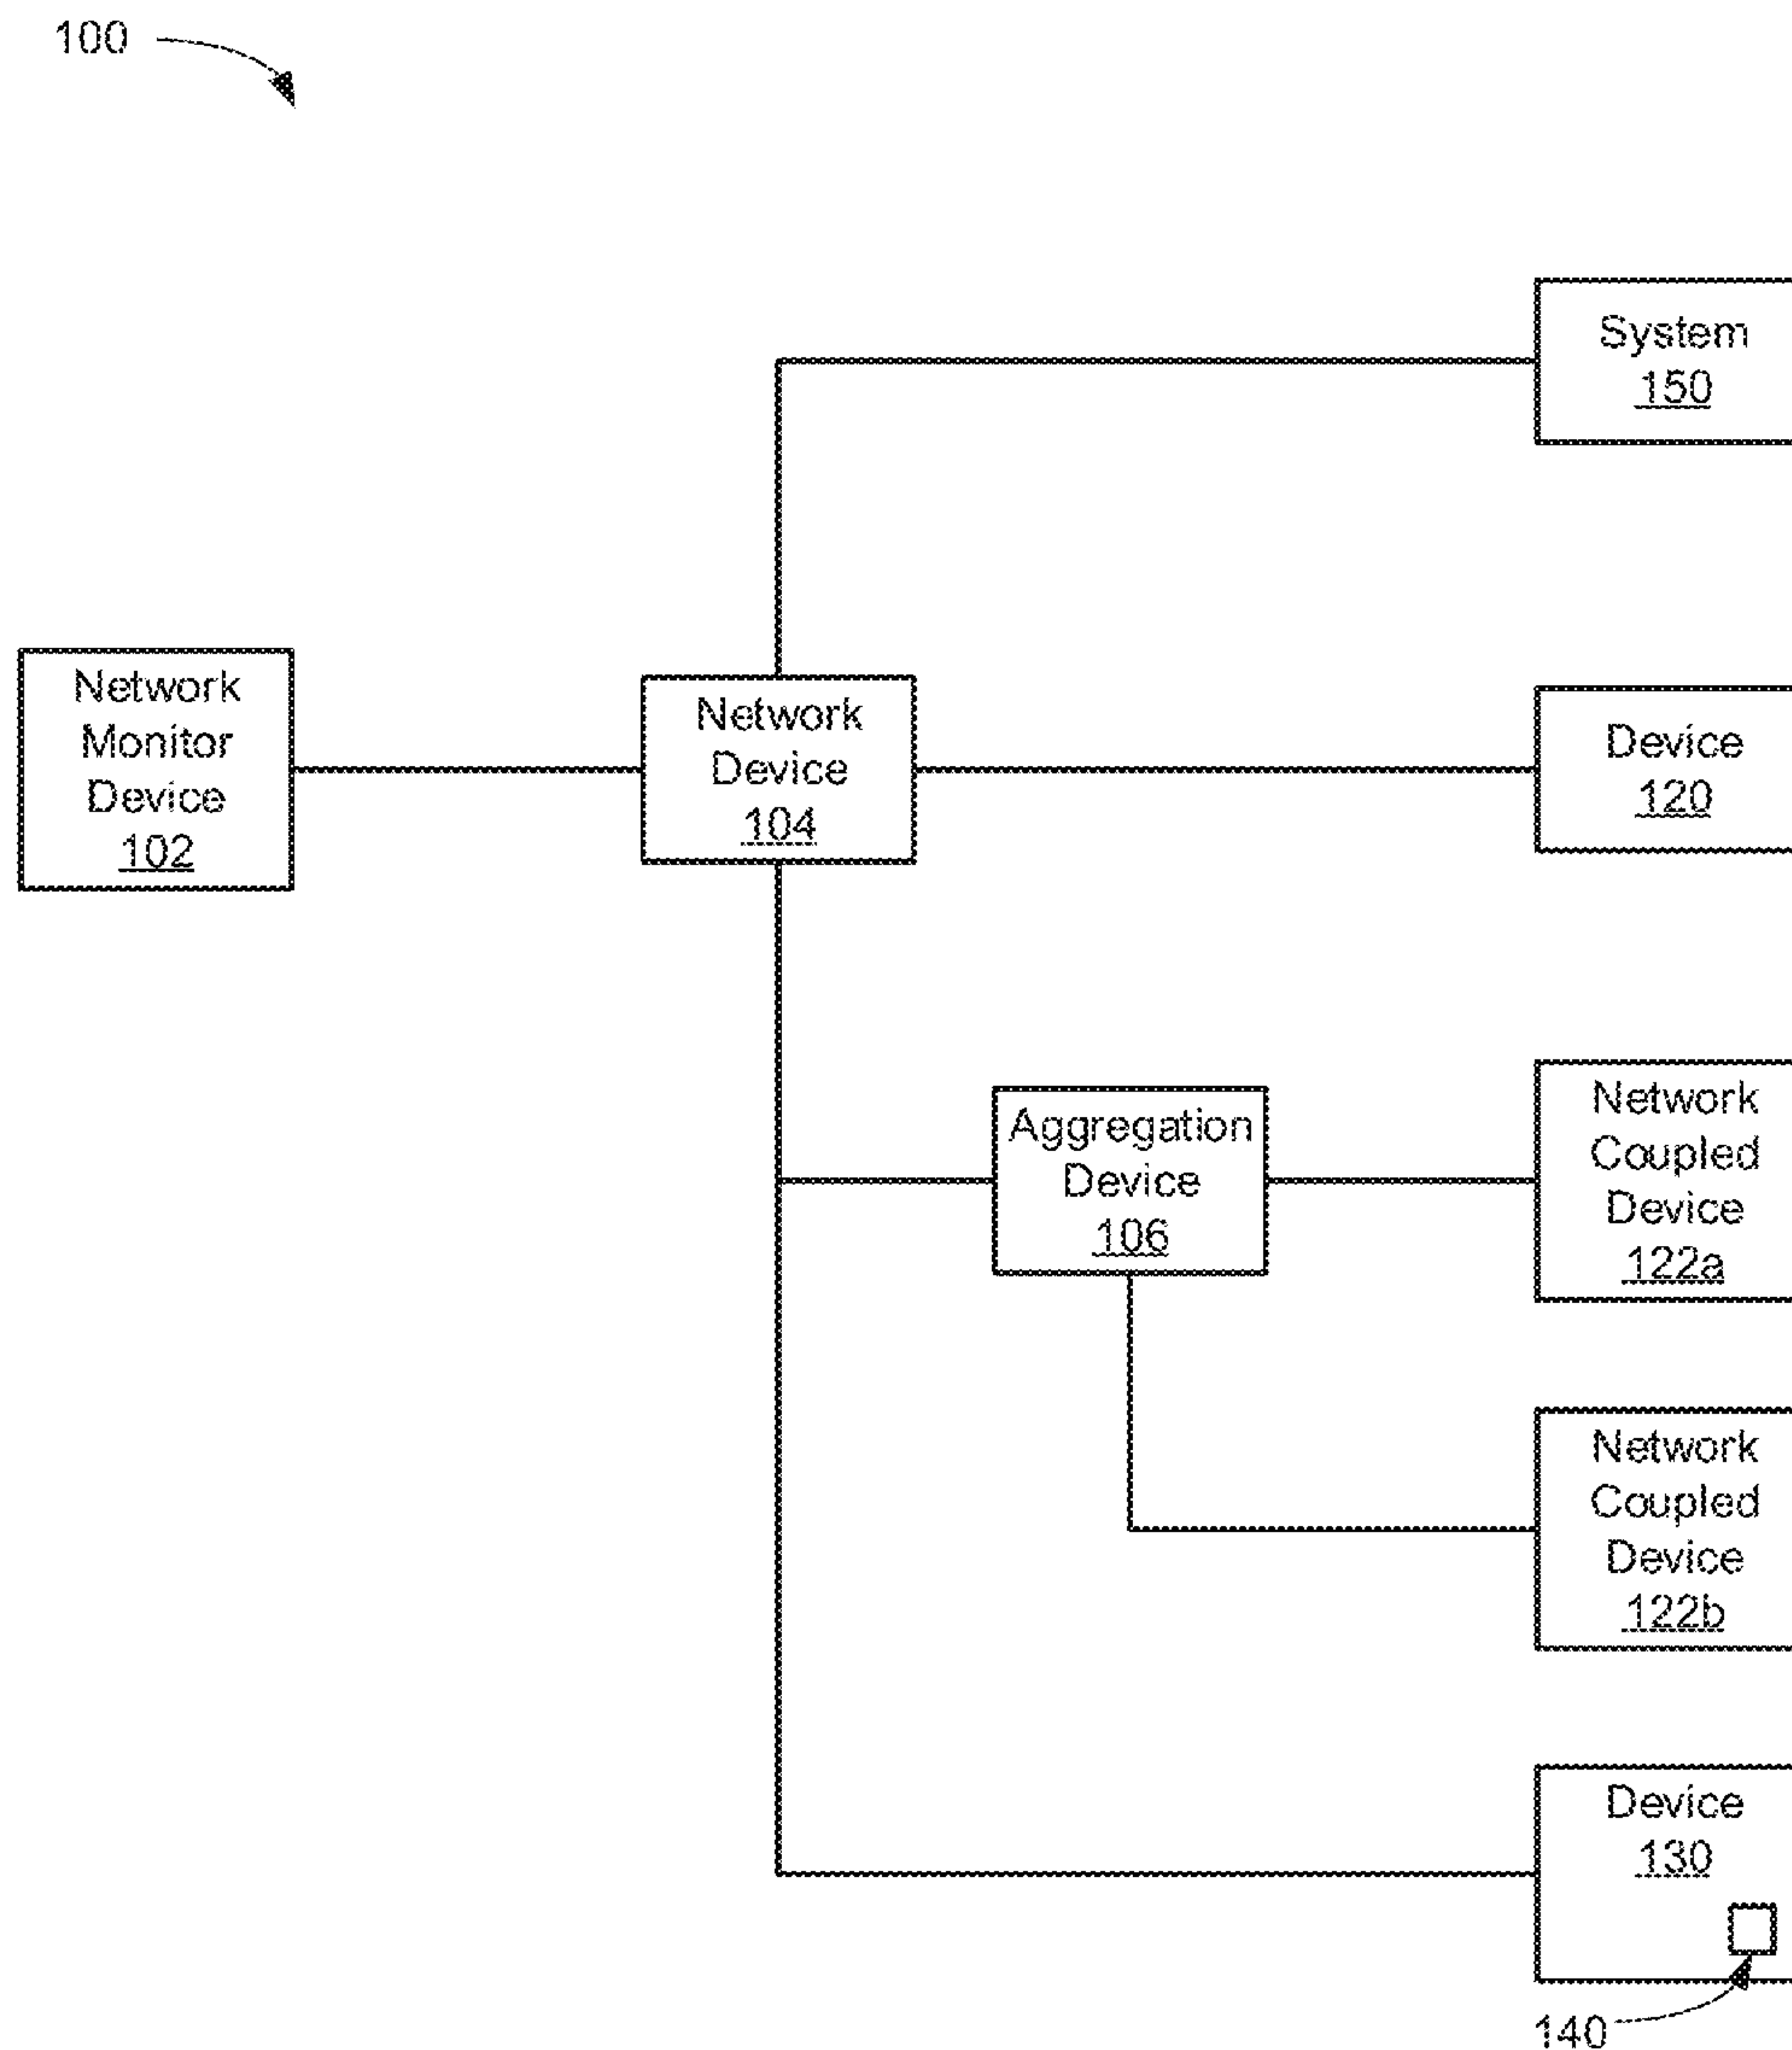 100
System
150
Network
Monitor
Device
102
Network
Device
104
Device
120
Aggregation
Device
106
Network
Coupled
Device
122a
Network
Coupled
Device
122b
Device
130
140